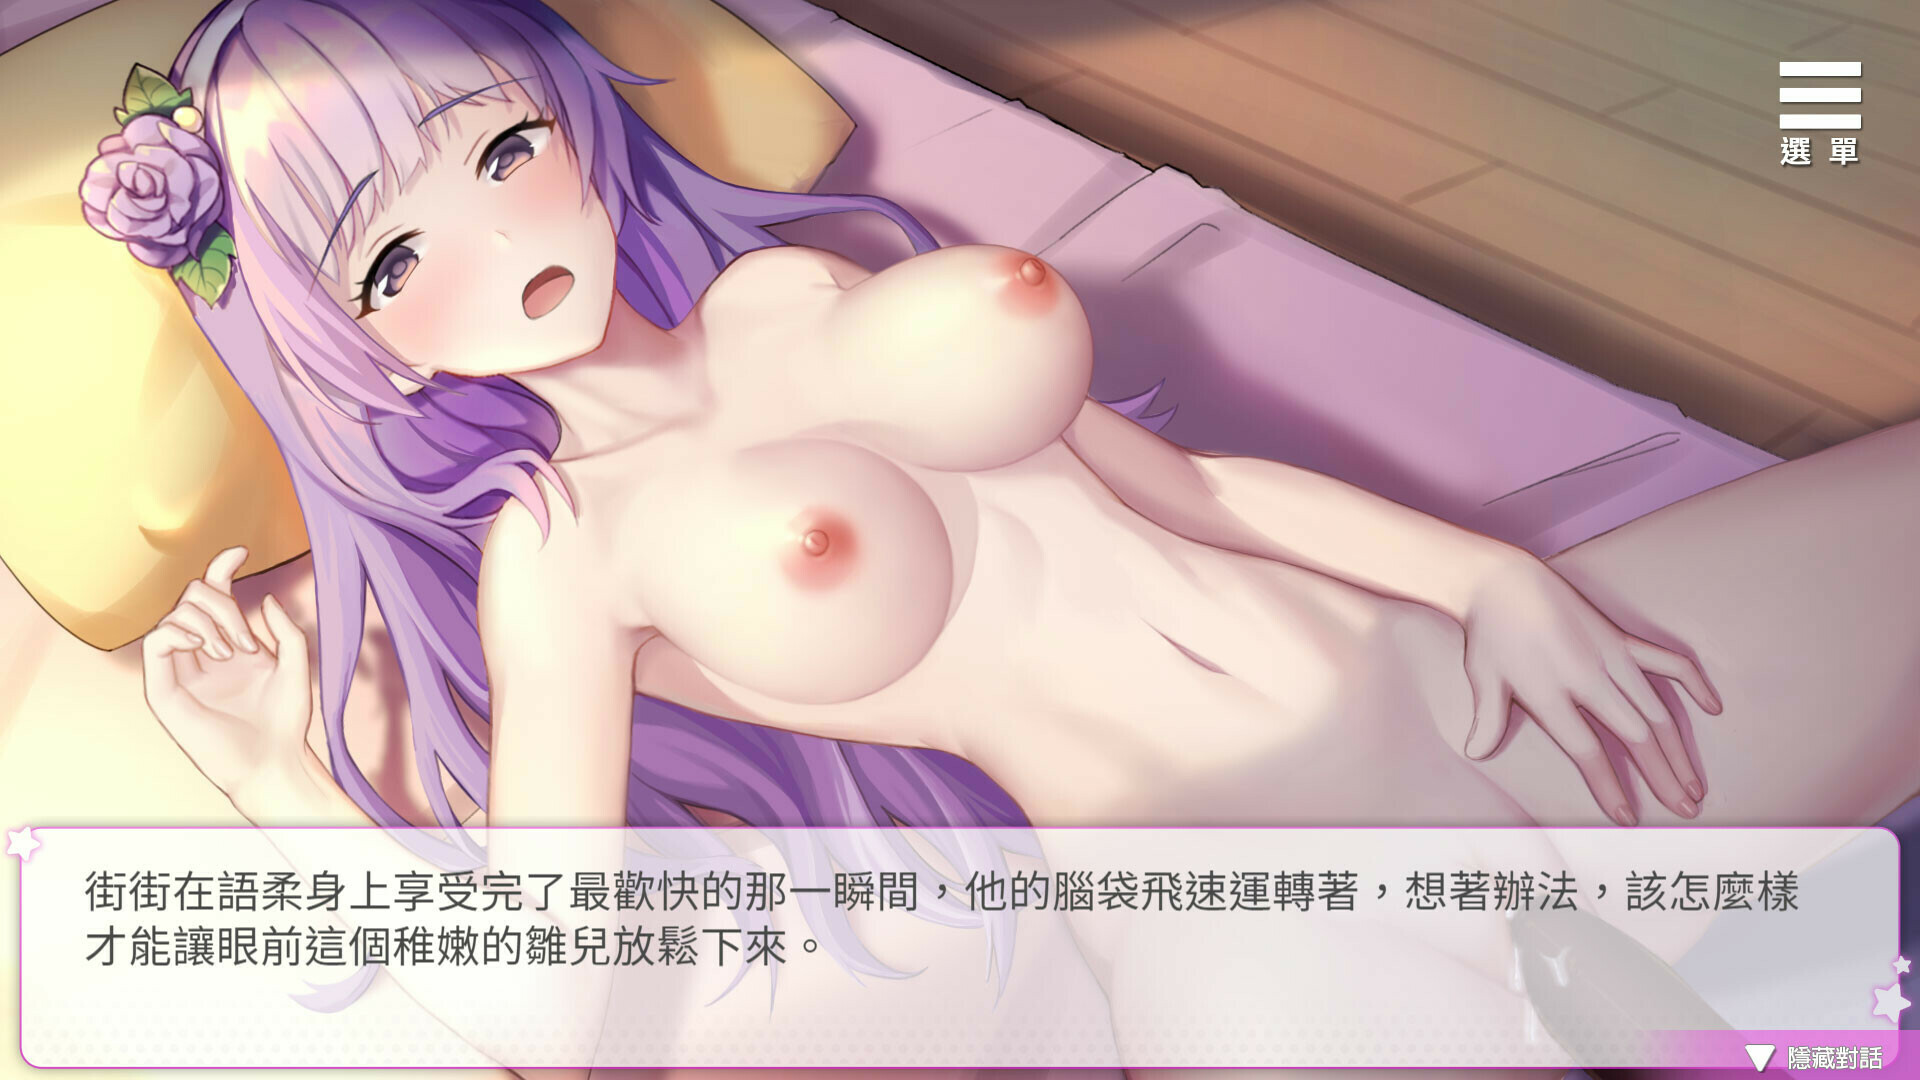 選單
街街在語柔身上享受完了最歡快的那一瞬間，他的腦袋飛速運轉著，想著辦法，該怎麼樣
才能讓眼前這個稚嫩的雛兒放鬆下來。
隱藏對話